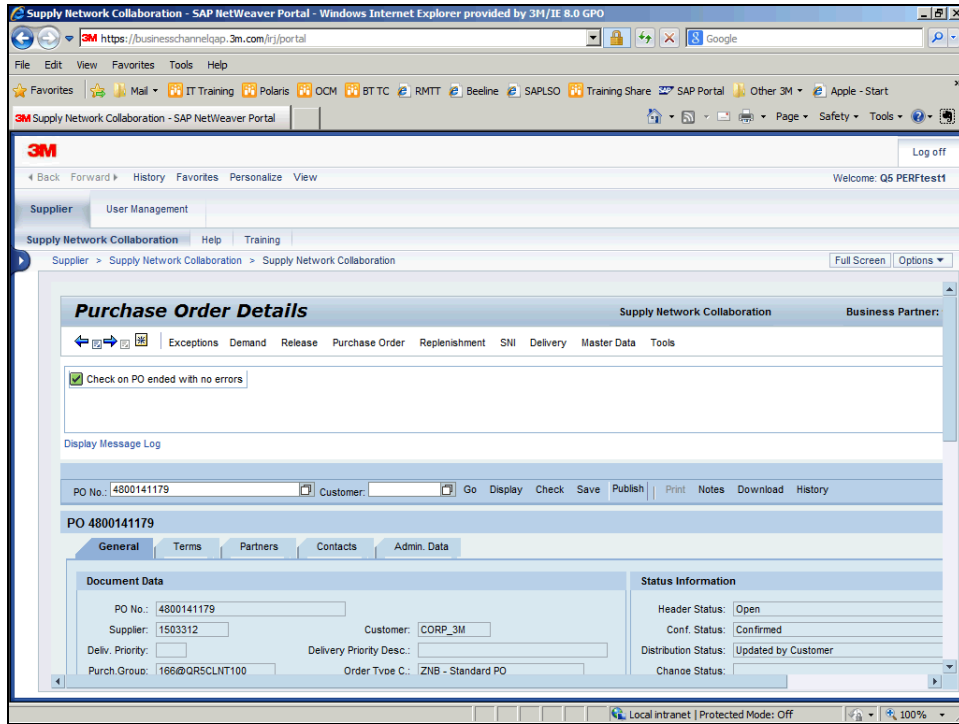 Supply Network Collaboration - SAP NetWeaver Portal - Windows Internet Explorer provided by 3M/IE 8.0 GPO
3M https://businesschannelqap.3m.com/irj/portal
Google
File Edit View Favorites Tools Help
Favorites Mail IT Training Polaris OCM BT TC RMTT Beeline SAPLSO Training Share SAP Portal Other 3M Apple - Start
3M Supply Network Collaboration - SAP NetWeaver Portal
Page Safety Tools
3M
Log off
Back Forward History Favorites Personalize View
Welcome: Q5 PERFtest1
Supplier User Management
Supply Network Collaboration Help Training
Supplier > Supply Network Collaboration > Supply Network Collaboration
Full Screen Options
Purchase Order Details Supply Network Collaboration Business Partner:
Exceptions Demand Release Purchase Order Replenishment SNI Delivery Master Data Tools
Check on PO ended with no errors
Display Message Log
PO No.: 4800141179 Customer: Go Display Check Save Publish Print Notes Download History
PO 4800141179
General Terms Partners Contacts Admin. Data
Document Data Status Information
PO No.: 4800141179 Header Status: Open
Supplier: 1503312 Customer: CORP_3M Conf. Status: Confirmed
Deliv. Priority: Delivery Priority Desc.: Distribution Status: Updated by Customer
Purch.Group: 166@QR5CLNT100 Order Type C.: ZNB - Standard PO Change Status:
Local intranet | Protected Mode: Off 100%